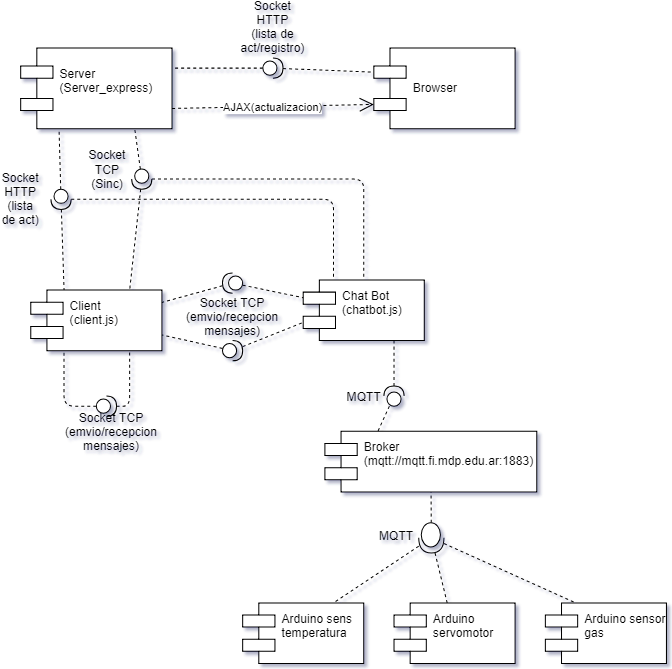 Socket
HTTP
(lista de
act/registro)
Server
(Server_express)
Browser
AJAX(actualizacion)
Socket
TCP
(Sinc)
Socket
HTTP
(lista
de act)
Client
(client.js)
Socket TCP
(emvio/recepcion
mensajes)
Chat Bot
(chatbot.js)
MQTT
Socket TCP
(emvio/recepcion
mensajes)
Broker
(mqtt://mqtt.fi.mdp.edu.ar:1883)
MQTT
Arduino sens
temperatura
Arduino
servomotor
Arduino sensor
gas